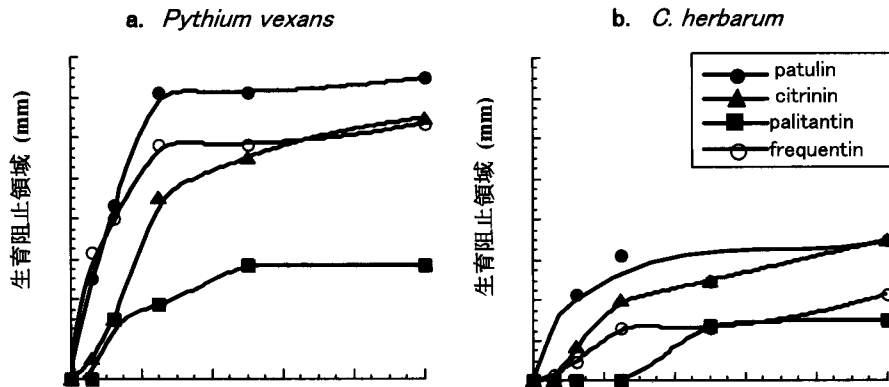 a. Pythium vexans
生育阻止領域 (mm)
b. C. herbarum
生育阻止領域 (mm)
patulin
citrinin
palitantin
frequentin